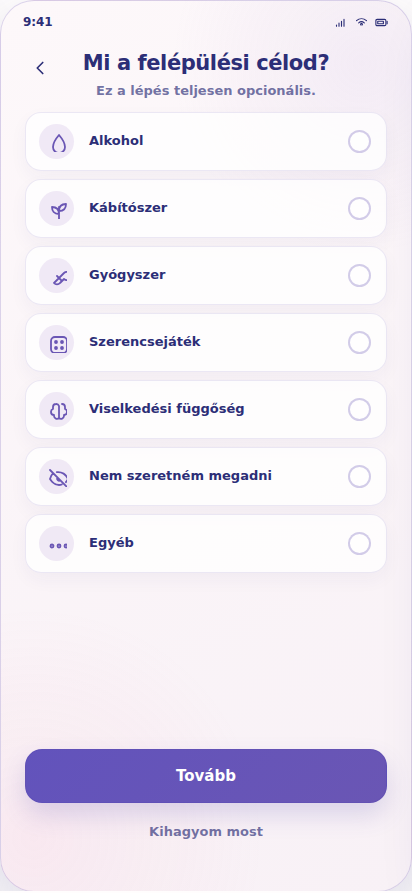 9:41
Mi a felépülési célod?
Ez a lépés teljesen opcionális.
Alkohol
Kábítószer
Gyógyszer
Szerencsejáték
Viselkedési függőség
Nem szeretném megadni
Egyéb
Tovább
Kihagyom most